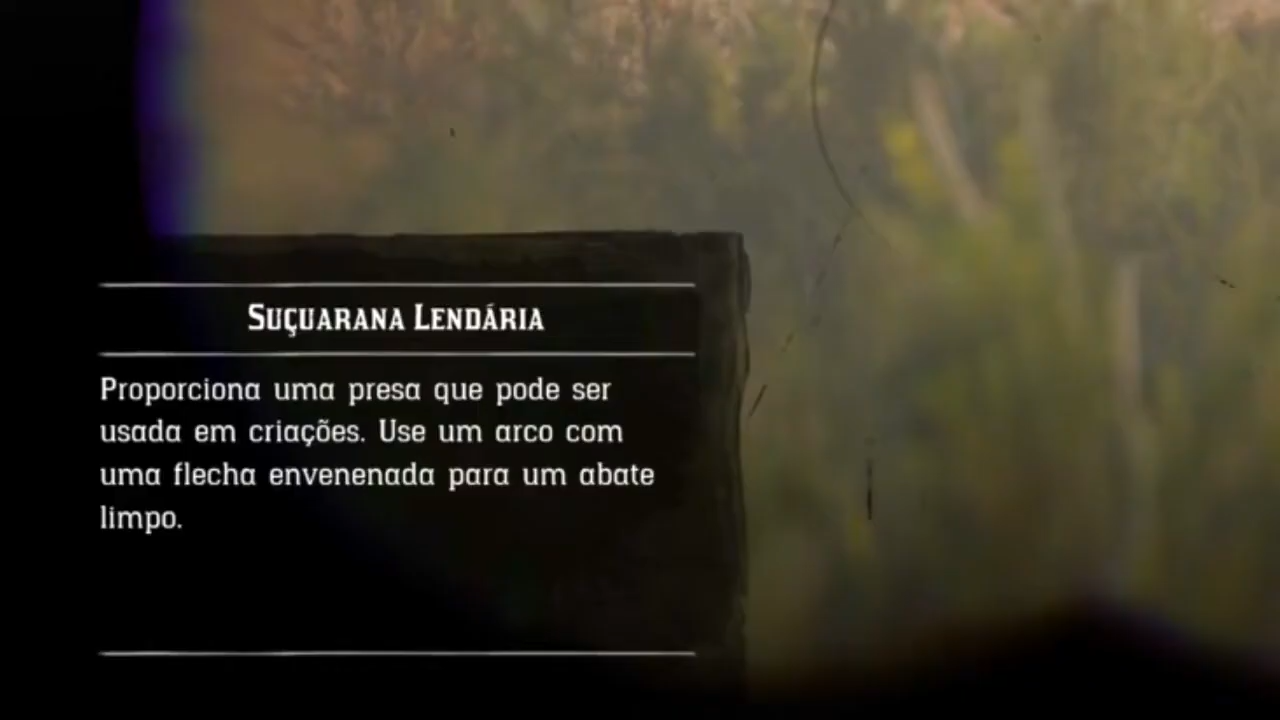 Suçuarana Lendária
Proporciona uma presa que pode ser
usada em criações. Use um arco com
uma flecha envenenada para um abate
limpo.